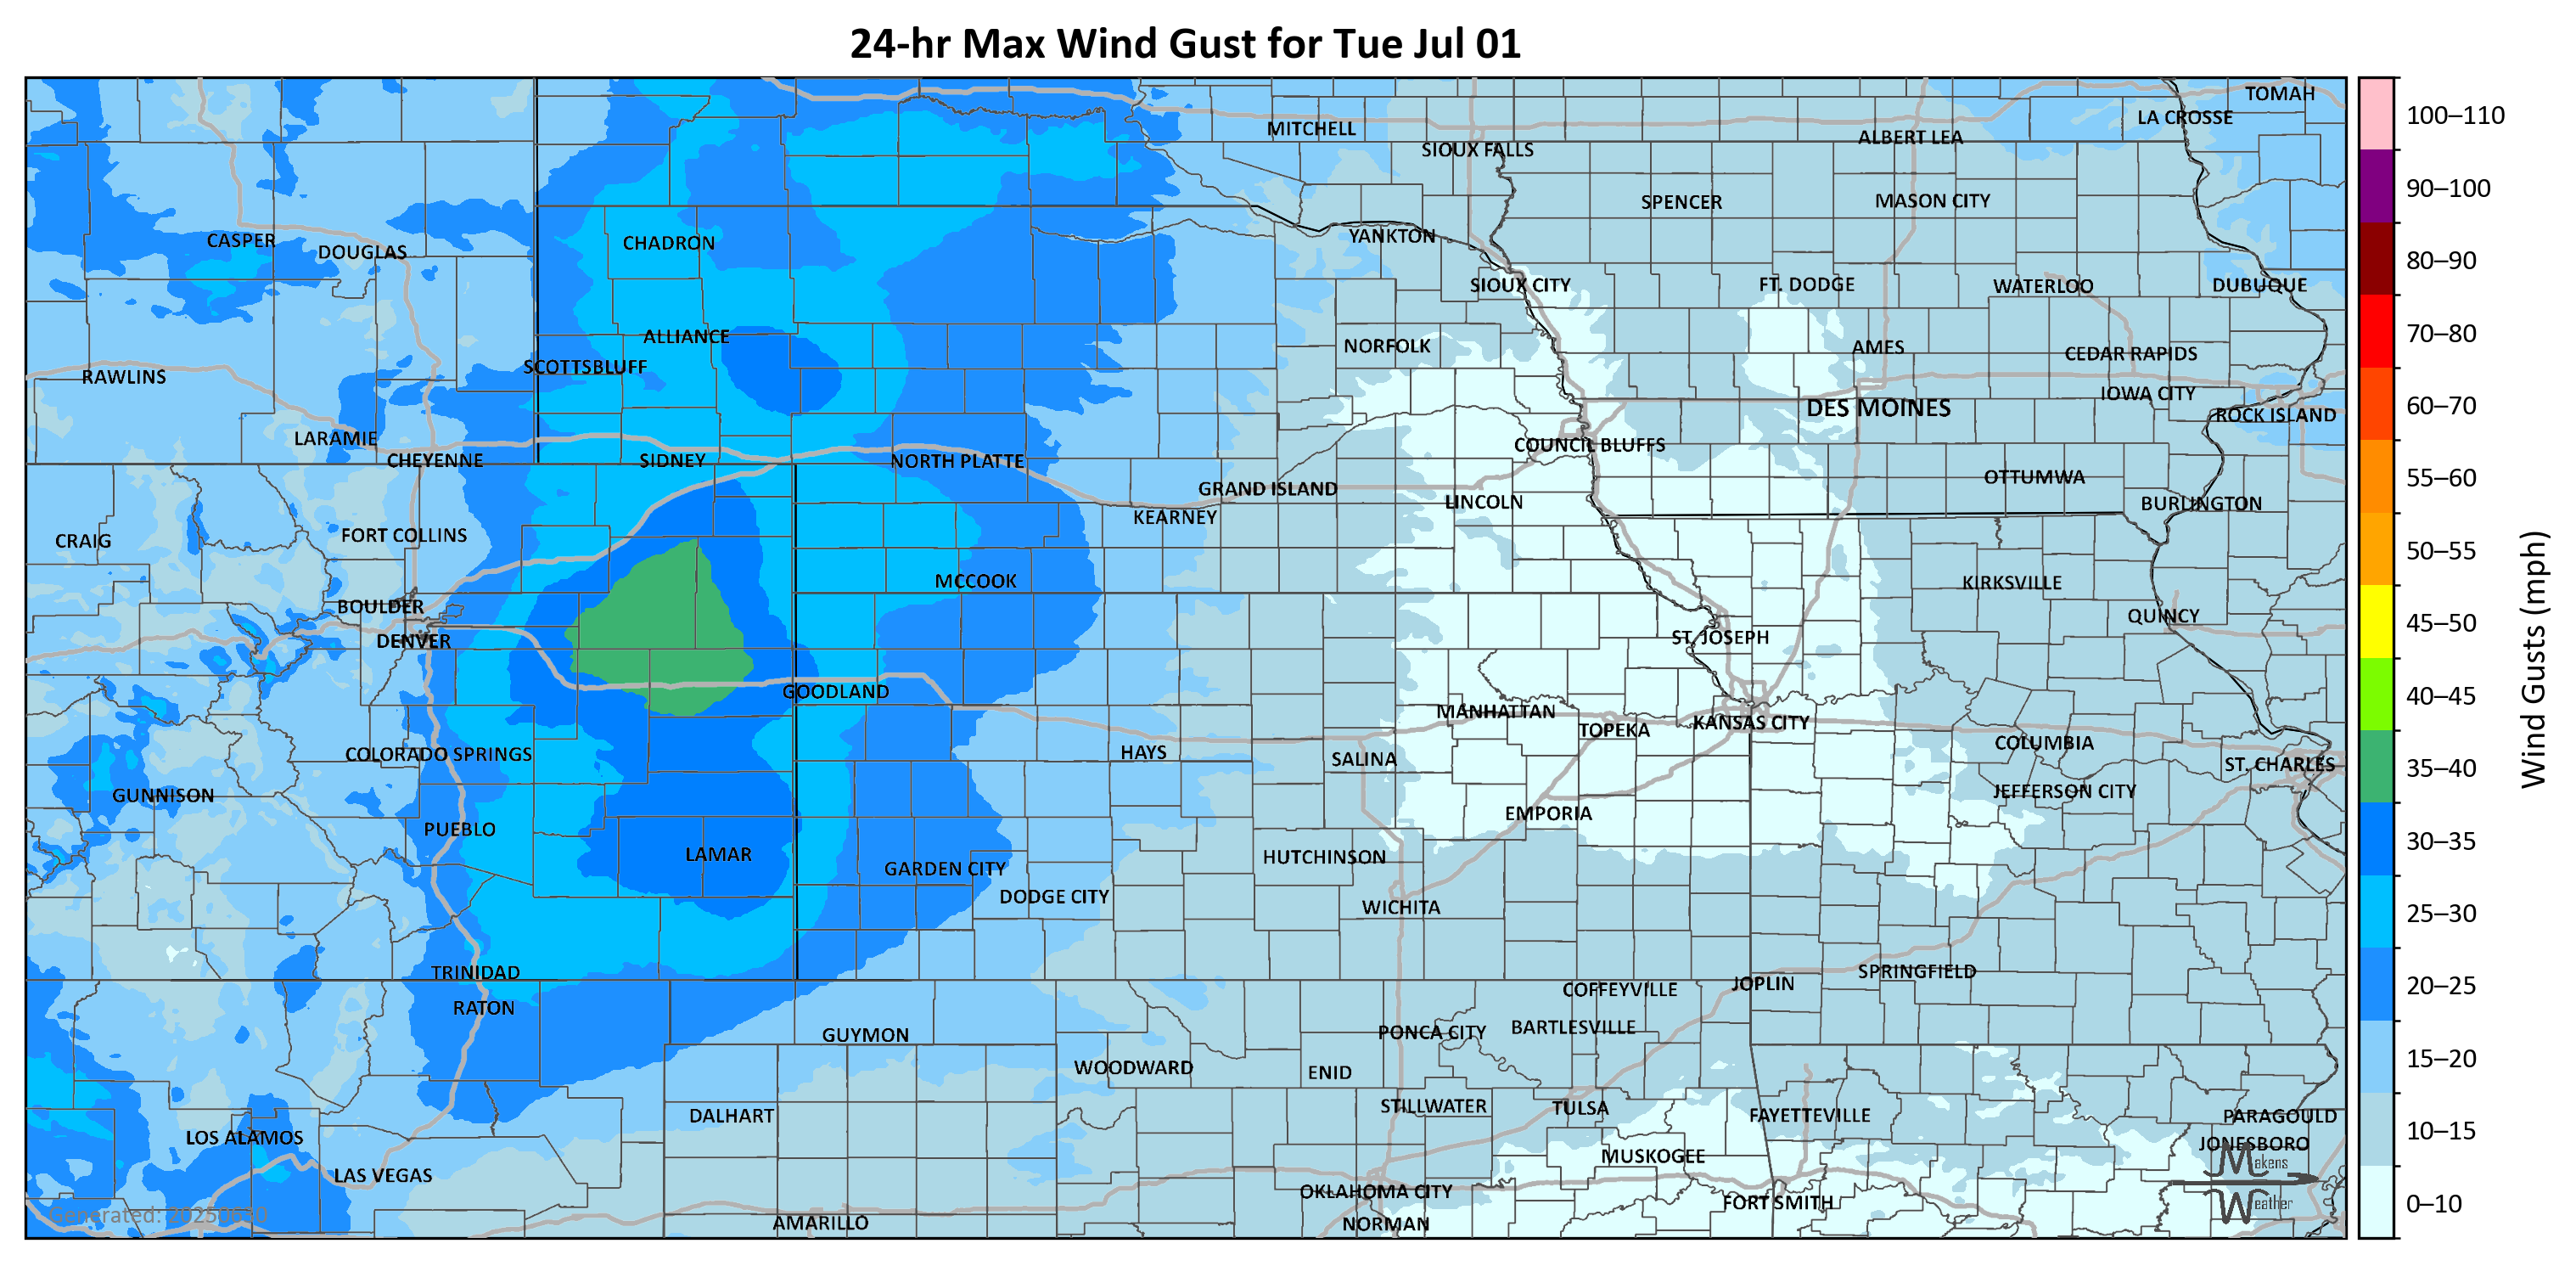 24-hr Max Wind Gust for Tue Jul 01
TOMAH
LA CROSSE
MITCHELL
ALBERT LEA
SIOUX FALLS
SPENCER
MASON CITY
CASPER
DOUGLAS
CHADRON
YANKTON
SIOUX CITY
FT. DODGE
WATERLOO
DUBUQUE
ALLIANCE
NORFOLK
AMES
CEDAR RAPIDS
SCOTTSBLUFF
RAWLINS
IOWA CITY
DES MOINES
ROCK ISLAND
LARAMIE
COUNCIL BLUFFS
CHEYENNE
SIDNEY
NORTH PLATTE
OTTUMWA
GRAND ISLAND
LINCOLN
BURLINGTON
KEARNEY
FORT COLLINS
CRAIG
MCCOOK
KIRKSVILLE
BOULDER
QUINCY
DENVER
ST. JOSEPH
GOODLAND
MANHATTAN
KANSAS CITY
TOPEKA
COLUMBIA
COLORADO SPRINGS
HAYS
SALINA
ST. CHARLES
GUNNISON
JEFFERSON CITY
EMPORIA
PUEBLO
LAMAR
HUTCHINSON
GARDEN CITY
DODGE CITY
WICHITA
TRINIDAD
SPRINGFIELD
JOPLIN
COFFEYVILLE
RATON
BARTLESVILLE
PONCA CITY
GUYMON
WOODWARD
ENID
STILLWATER
TULSA
DALHART
FAYETTEVILLE
PARAGOULD
LOS ALAMOS
JONESBORO
MUSKOGEE
LAS VEGAS
OKLAHOMA CITY
FORT SMITH
AMARILLO
NORMAN
Generated: 20250630
Makens
Weather
100–110
90–100
80–90
70–80
60–70
55–60
50–55
45–50
40–45
35–40
30–35
25–30
20–25
15–20
10–15
0–10
Wind Gusts (mph)